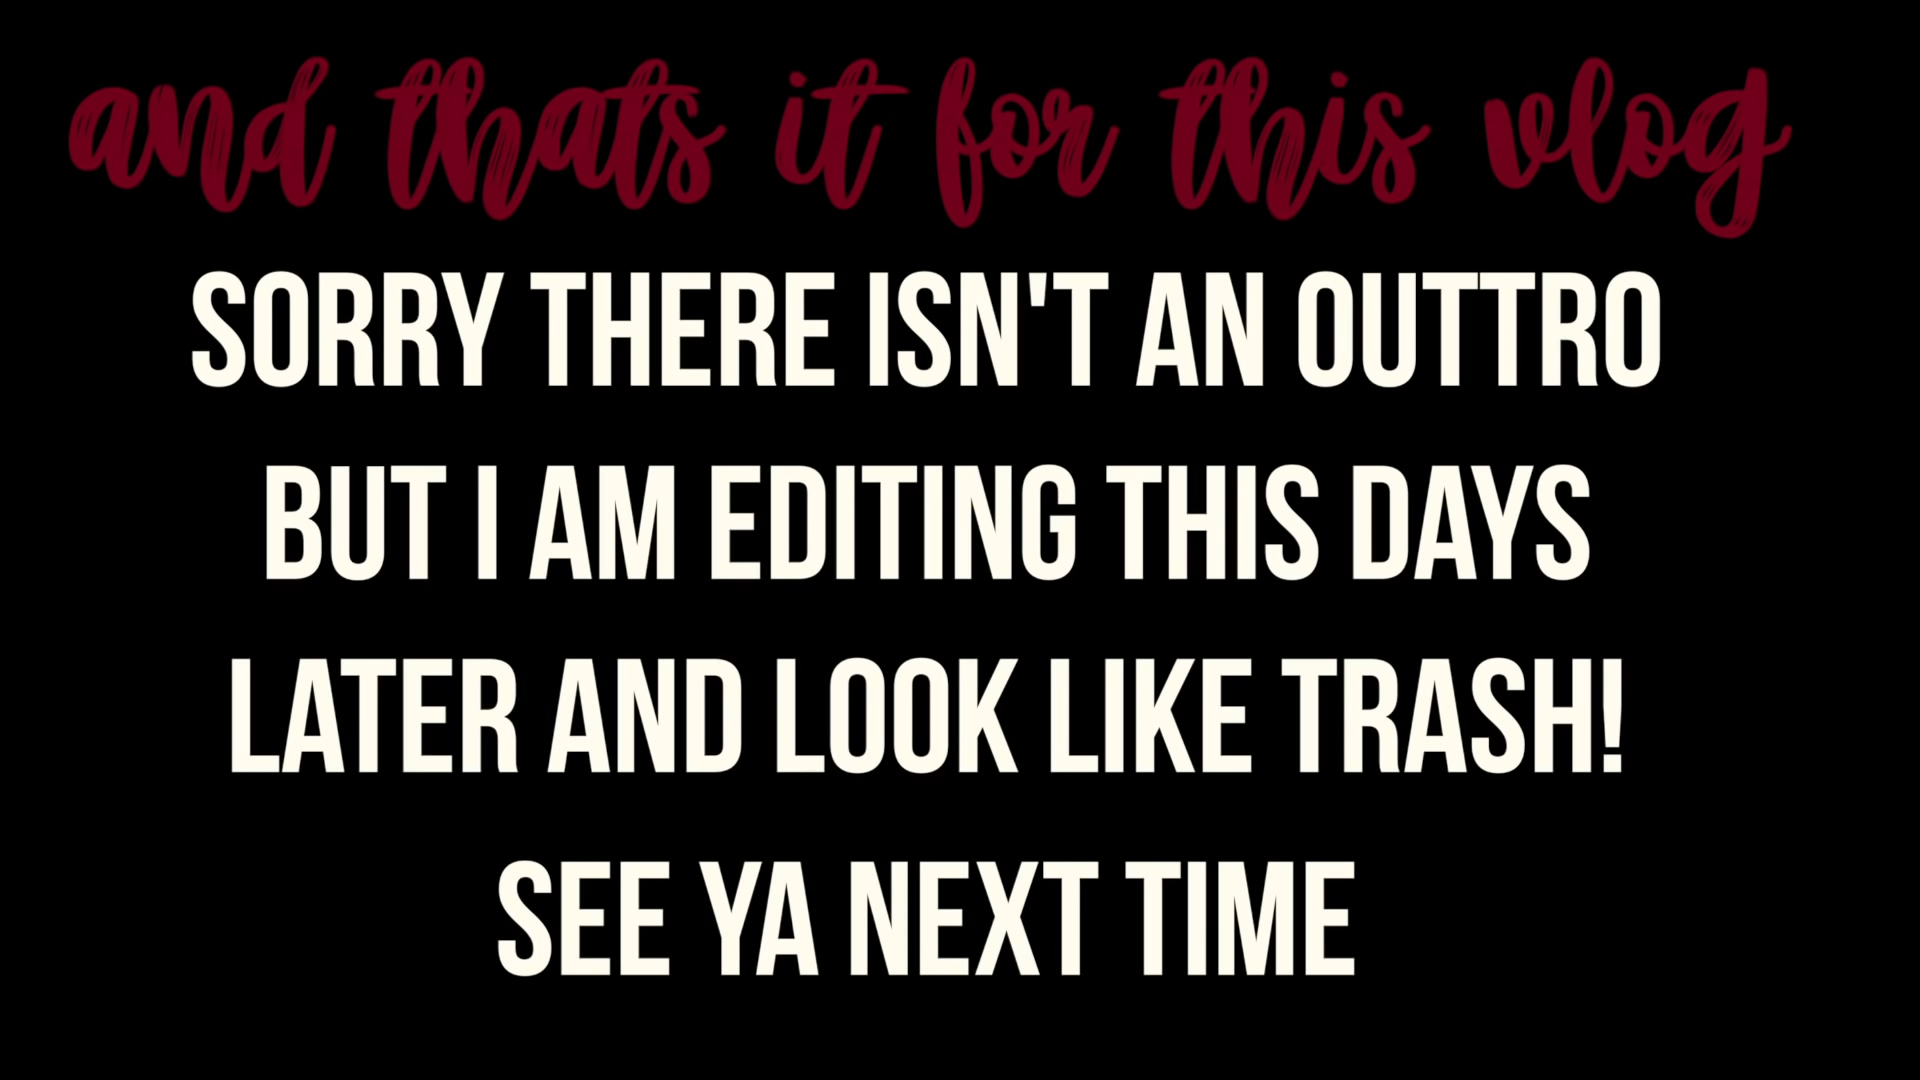 and thats it for this vlog
SORRY THERE ISN'T AN OUTTRO
BUT I AM EDITING THIS DAYS
LATER AND LOOK LIKE TRASH!
SEE YA NEXT TIME